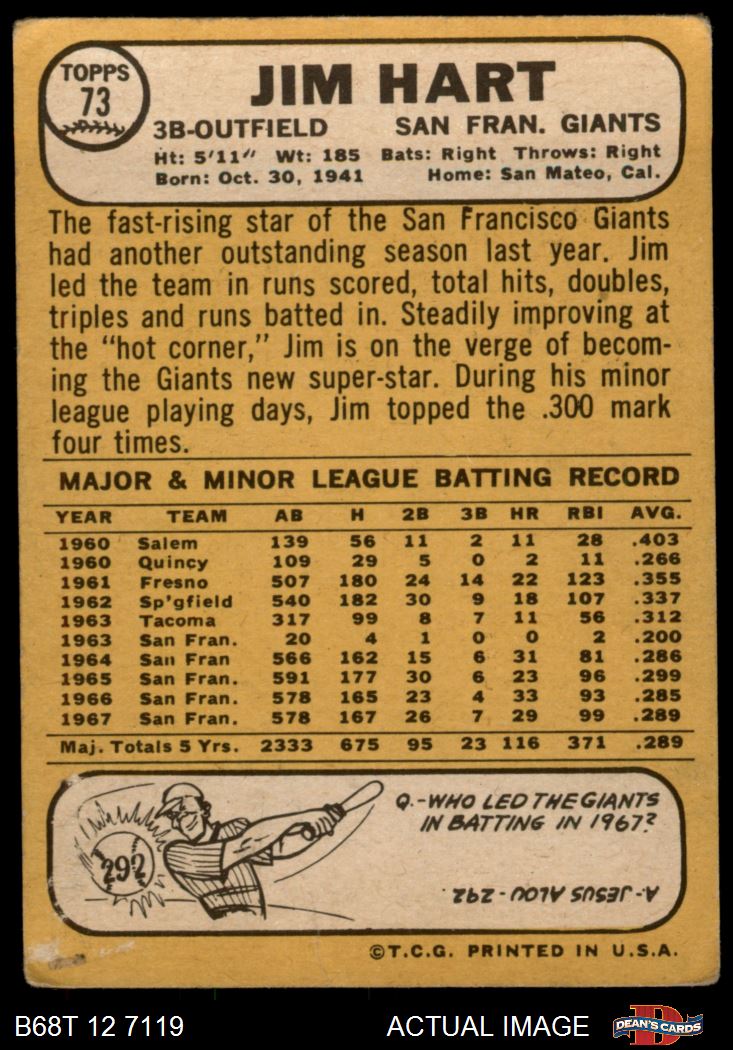 TOPPS
73
JIM HART
3B-OUTFIELD SAN FRAN. GIANTS
Ht: 5'11" Wt: 185 Bats: Right Throws: Right
Born: Oct. 30, 1941 Home: San Mateo, Cal.
The fast-rising star of the San Francisco Giants
had another outstanding season last year. Jim
led the team in runs scored, total hits, doubles,
triples and runs batted in. Steadily improving at
the "hot corner," Jim is on the verge of becom-
ing the Giants new super-star. During his minor
league playing days, Jim topped the .300 mark
four times.
MAJOR & MINOR LEAGUE BATTING RECORD
YEAR TEAM AB H 2B 3B HR RBI AVG.
1960 Salem 139 56 11 2 11 28 .403
1960 Quincy 109 29 5 0 2 11 .266
1961 Fresno 507 180 24 14 22 123 .355
1962 Sp'gfield 540 182 30 9 18 107 .337
1963 Tacoma 317 99 8 7 11 56 .312
1963 San Fran. 20 4 1 0 0 2 .200
1964 San Fran 566 162 15 6 31 81 .286
1965 San Fran. 591 177 30 6 23 96 .299
1966 San Fran. 578 165 23 4 33 93 .285
1967 San Fran. 578 167 26 7 29 99 .289
Maj. Totals 5 Yrs. 2333 675 95 23 116 371 .289
Q.-WHO LED THE GIANTS
IN BATTING IN 1967?
292
A-JESUS ALOU-292.
©T.C.G. PRINTED IN U.S.A.
B68T 12 7119 ACTUAL IMAGE DEAN'S CARDS